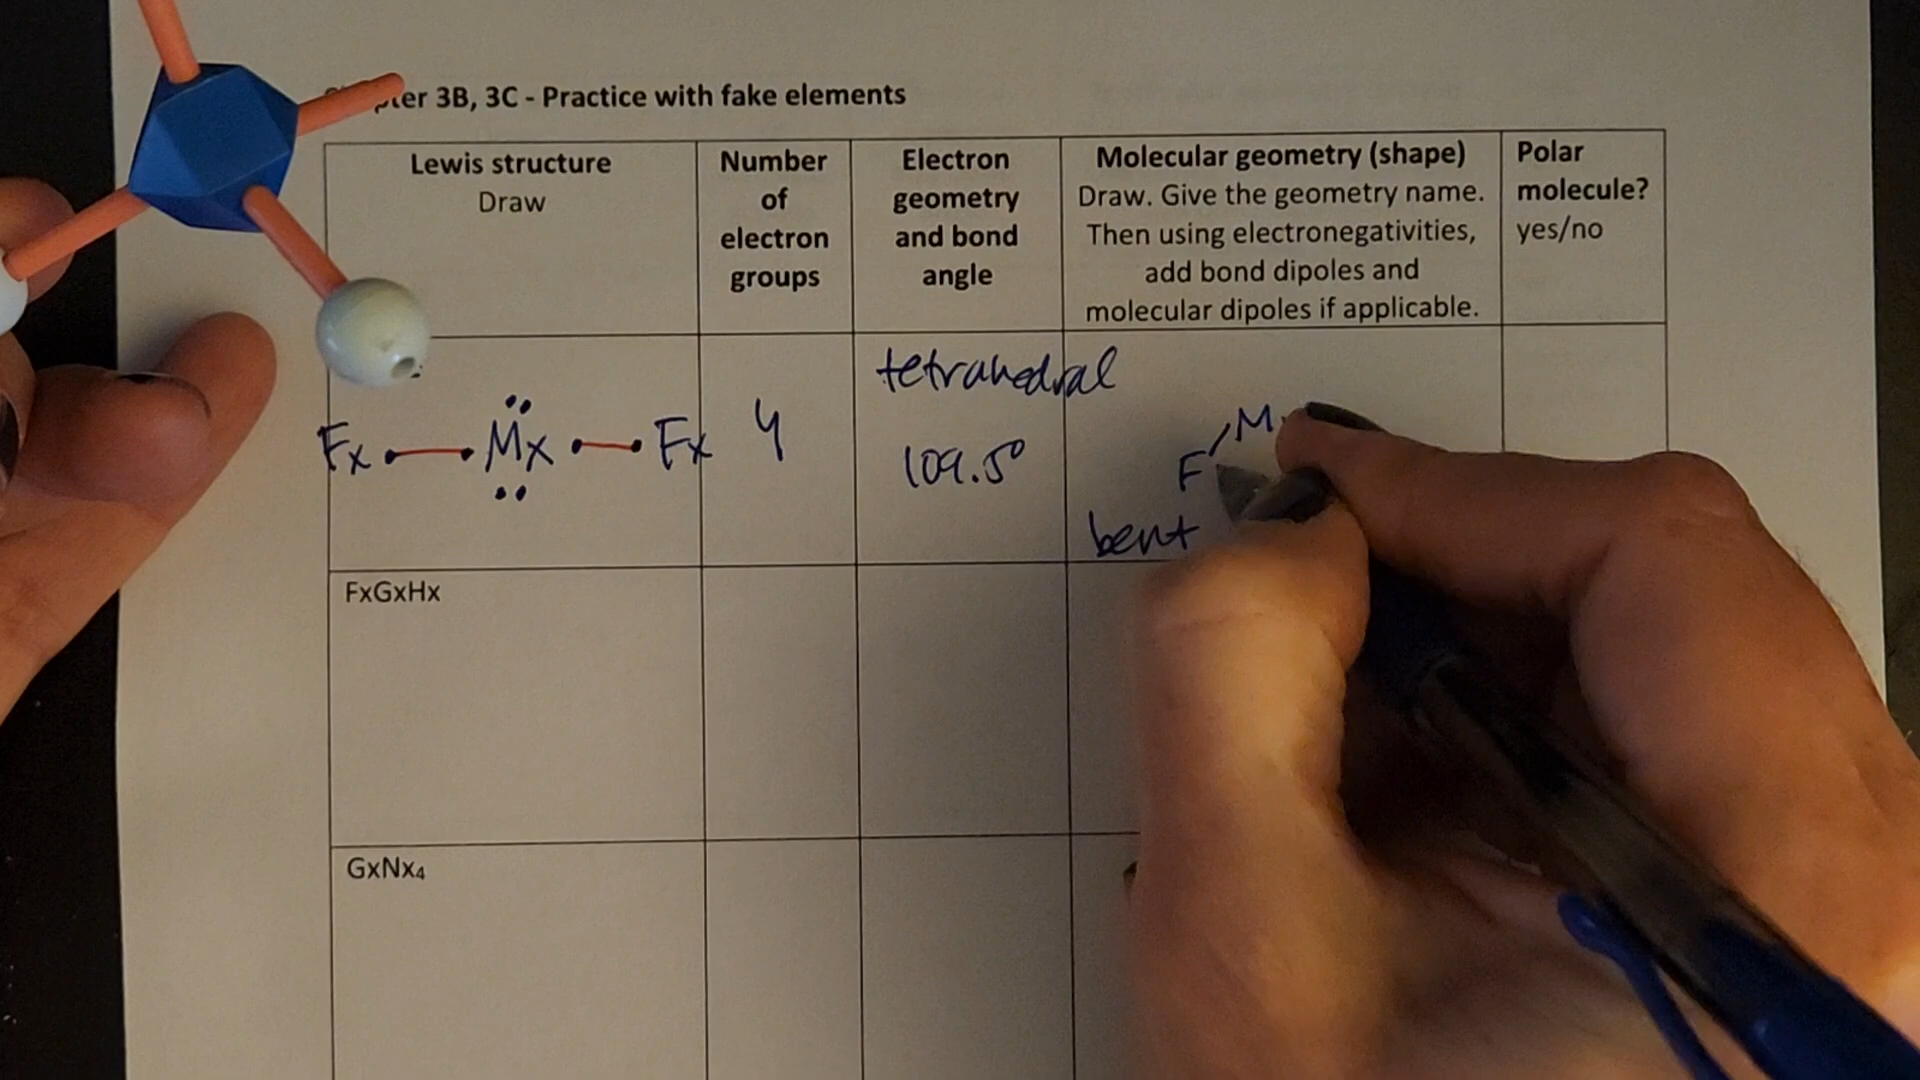 3B, 3C - Practice with fake elements
Lewis structure
Draw
Number
of
electron
groups
Electron
geometry
and bond
angle
Molecular geometry (shape)
Draw. Give the geometry name.
Then using electronegativities,
add bond dipoles and
molecular dipoles if applicable.
Polar
molecule?
yes/no
Fx Mx Fx
4
tetrahedral
109.5°
M
F
bent
FxGxHx
GxNx₄